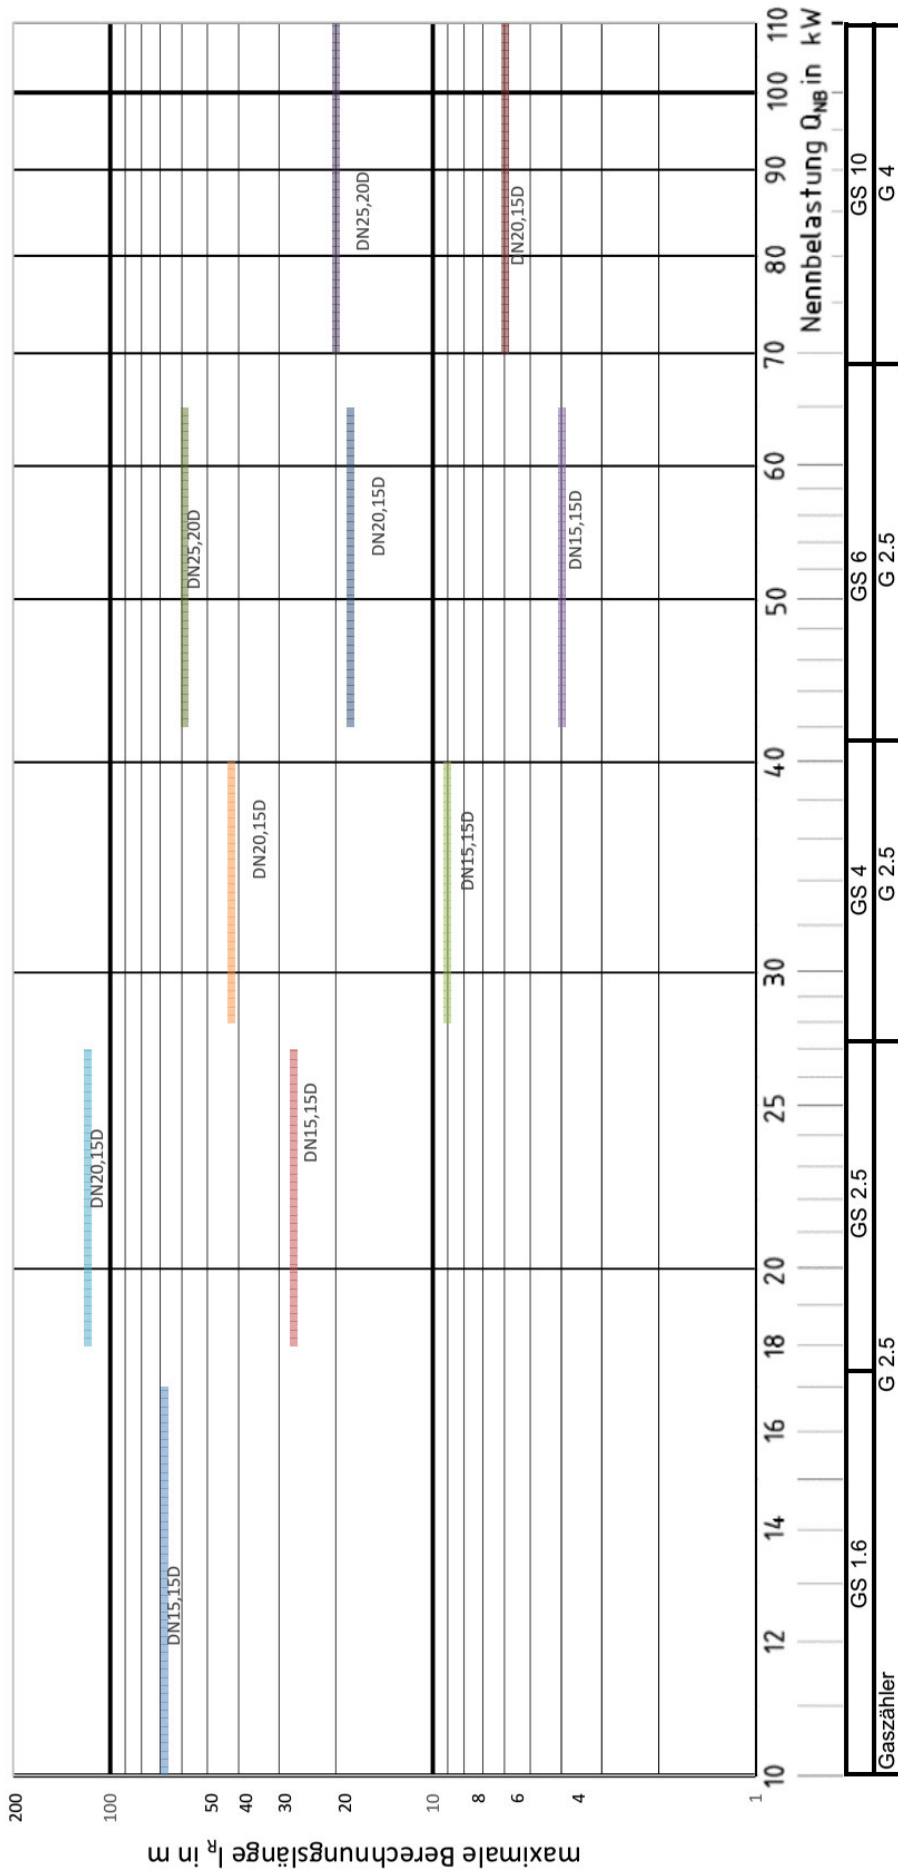 maximale Berechnungslänge l_R in m
200
100
50
40
30
20
10
8
6
4
1
DN15,15D
DN20,15D
DN15,15D
DN20,15D
DN15,15D
DN25,20D
DN20,15D
DN15,15D
DN25,20D
DN20,15D
10 12 14 16 18 20 25 30 40 50 60 70 80 90 100 110
Nennbelastung Q_NB in kW
GS 1.6 GS 2.5 GS 4 GS 6 GS 10
Gaszähler G 2.5 G 2.5 G 2.5 G 4